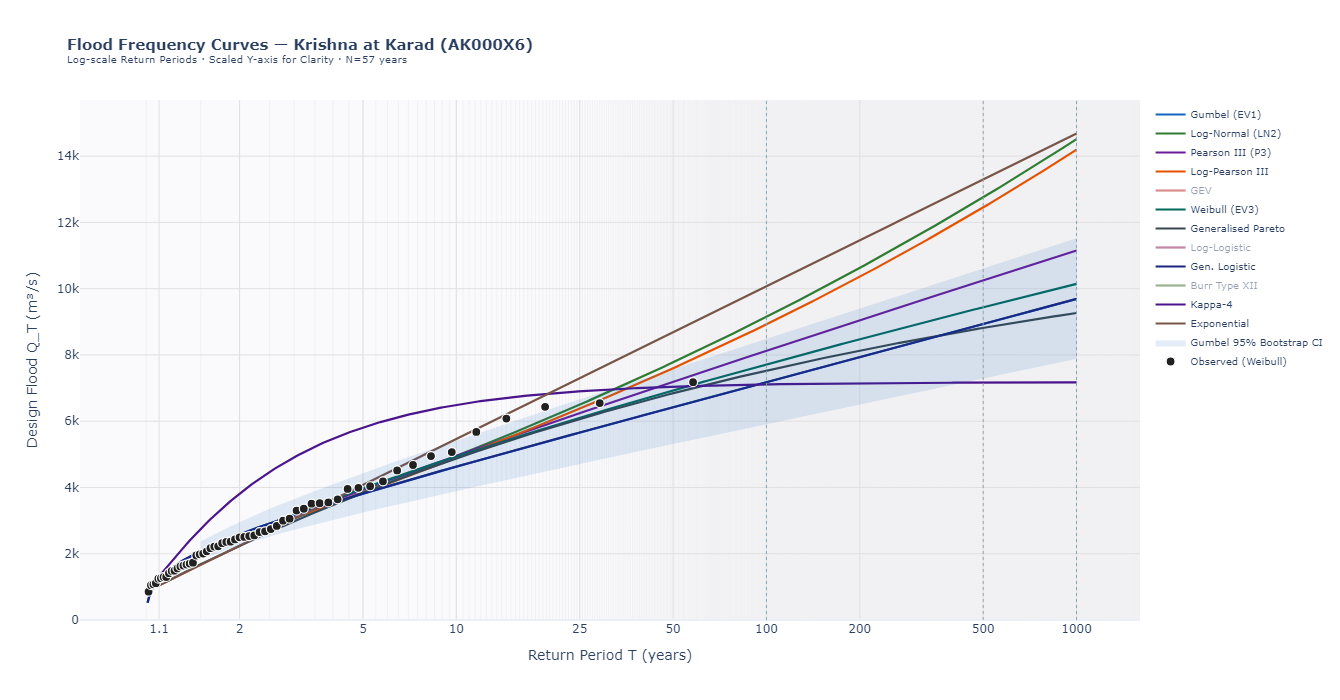 Flood Frequency Curves — Krishna at Karad (AK000X6)
Log-scale Return Periods · Scaled Y-axis for Clarity · N=57 years
Design Flood Q_T (m³/s)
14k
12k
10k
8k
6k
4k
2k
0
1.1
2
5
10
25
50
100
200
500
1000
Return Period T (years)
Gumbel (EV1)
Log-Normal (LN2)
Pearson III (P3)
Log-Pearson III
GEV
Weibull (EV3)
Generalised Pareto
Log-Logistic
Gen. Logistic
Burr Type XII
Kappa-4
Exponential
Gumbel 95% Bootstrap CI
Observed (Weibull)